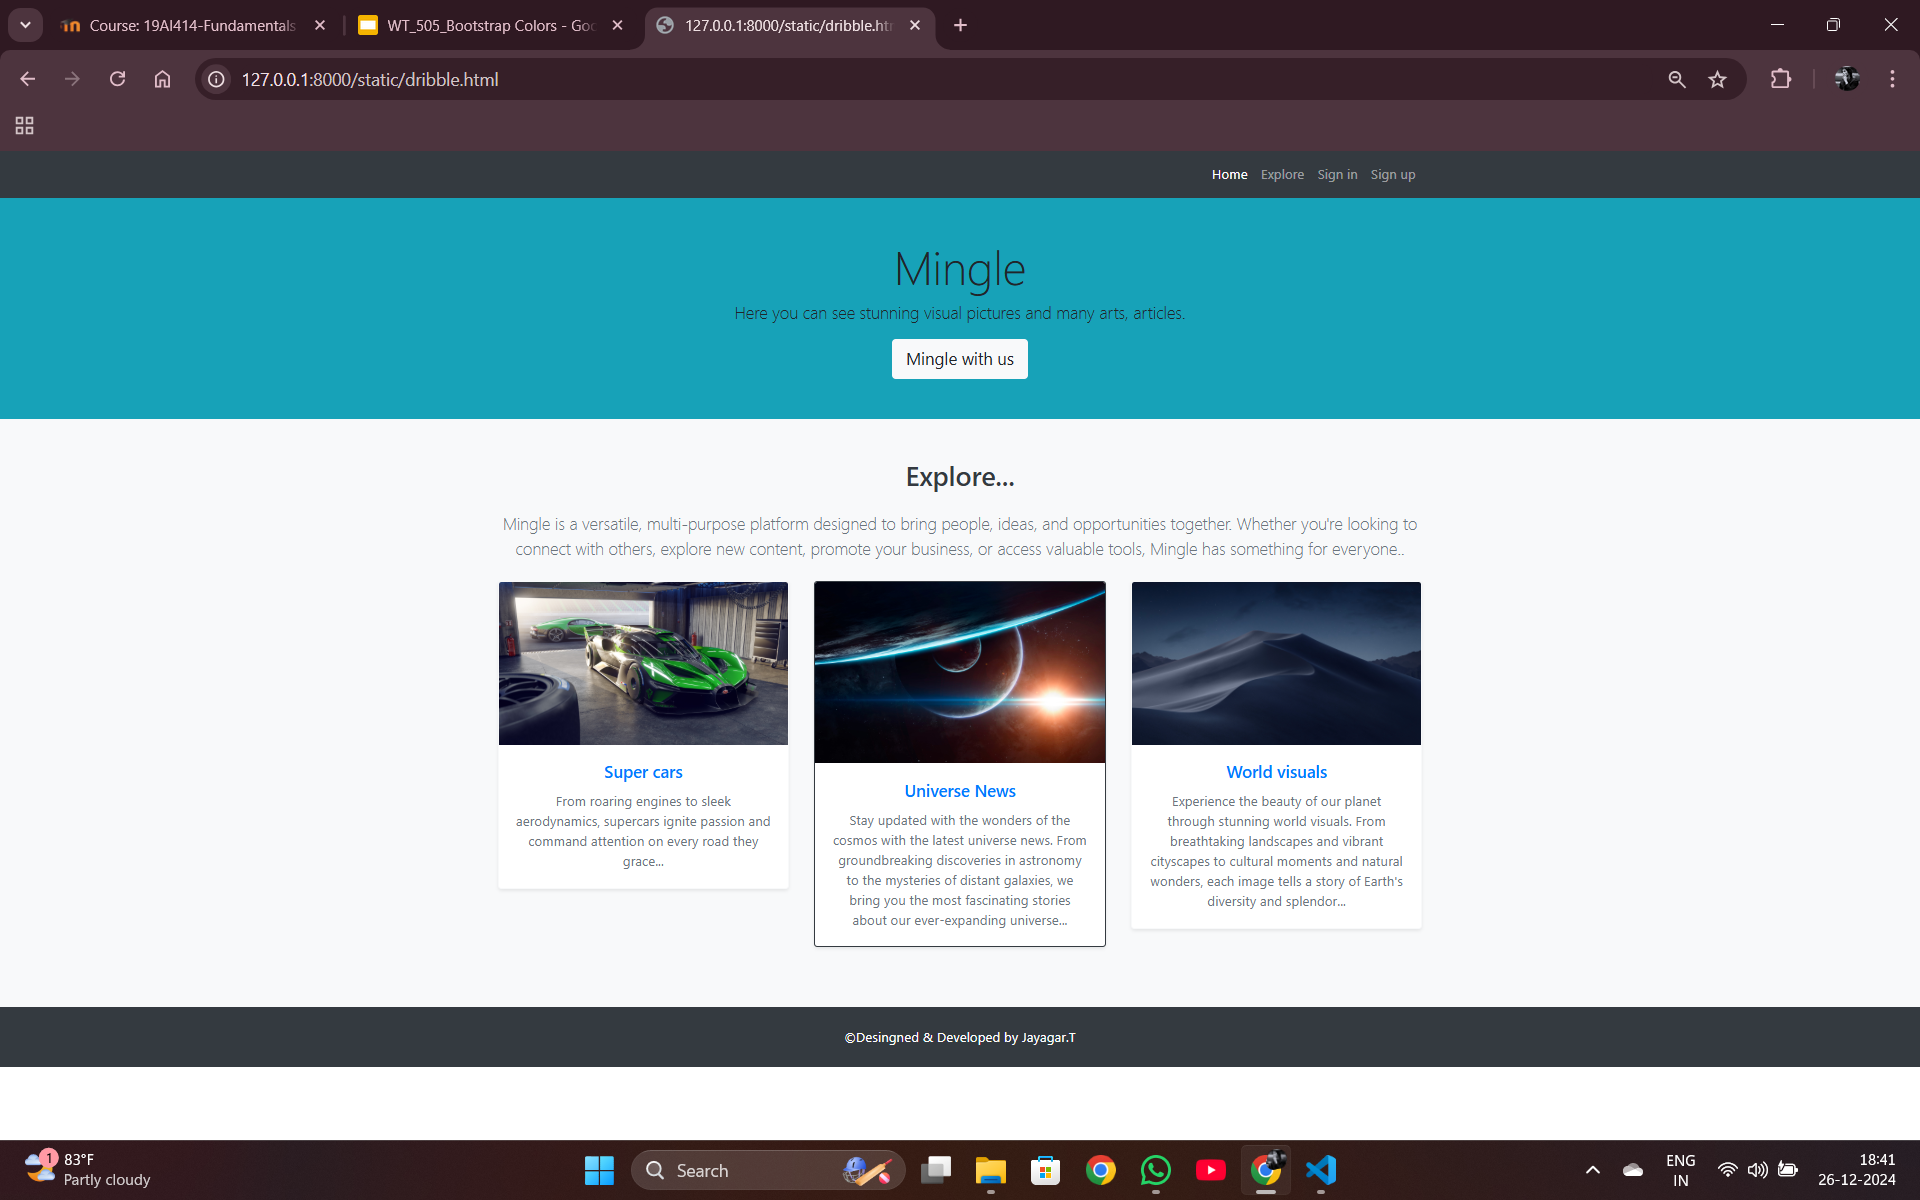 Course: 19AI414-Fundamentals
WT_505_Bootstrap Colors - Goo
127.0.0.1:8000/static/dribble.htm
127.0.0.1:8000/static/dribble.html
Home Explore Sign in Sign up
Mingle
Here you can see stunning visual pictures and many arts, articles.
Mingle with us
Explore...
Mingle is a versatile, multi-purpose platform designed to bring people, ideas, and opportunities together. Whether you're looking to
connect with others, explore new content, promote your business, or access valuable tools, Mingle has something for everyone..
Super cars
From roaring engines to sleek
aerodynamics, supercars ignite passion and
command attention on every road they
grace...
Universe News
Stay updated with the wonders of the
cosmos with the latest universe news. From
groundbreaking discoveries in astronomy
to the mysteries of distant galaxies, we
bring you the most fascinating stories
about our ever-expanding universe...
World visuals
Experience the beauty of our planet
through stunning world visuals. From
breathtaking landscapes and vibrant
cityscapes to cultural moments and natural
wonders, each image tells a story of Earth's
diversity and splendor...
©Desingned & Developed by Jayagar.T
1
83°F
Partly cloudy
Search
ENG
IN
18:41
26-12-2024